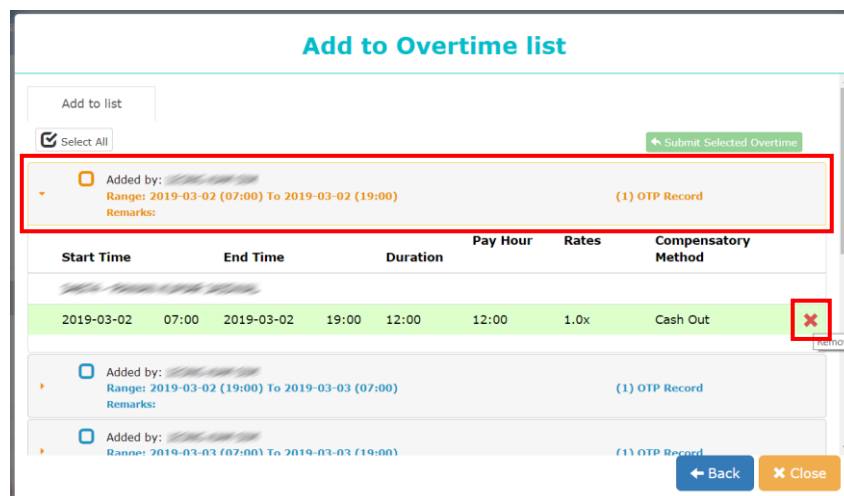 Add to Overtime list
Add to list
Select All
Submit Selected Overtime
Added by:
Range: 2019-03-02 (07:00) To 2019-03-02 (19:00) (1) OTP Record
Remarks:
Start Time End Time Duration Pay Hour Rates Compensatory Method
2019-03-02 07:00 2019-03-02 19:00 12:00 12:00 1.0x Cash Out
Added by:
Range: 2019-03-02 (19:00) To 2019-03-03 (07:00) (1) OTP Record
Remarks:
Added by:
Range: 2019-03-03 (07:00) To 2019-03-03 (19:00) (1) OTP Record
Back Close